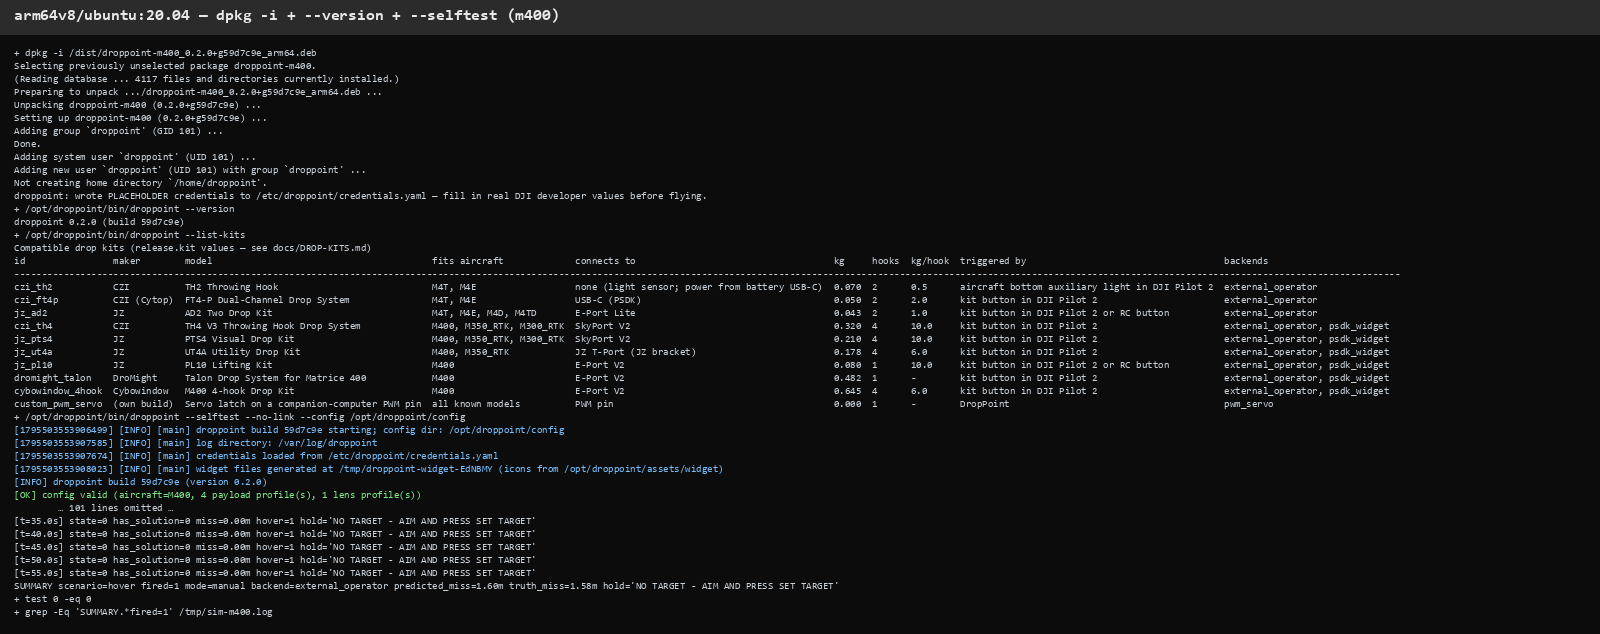 arm64v8/ubuntu:20.04 — dpkg -i + --version + --selftest (m400)
+ dpkg -i /dist/droppoint-m400_0.2.0+g59d7c9e_arm64.deb
Selecting previously unselected package droppoint-m400.
(Reading database ... 4117 files and directories currently installed.)
Preparing to unpack .../droppoint-m400_0.2.0+g59d7c9e_arm64.deb ...
Unpacking droppoint-m400 (0.2.0+g59d7c9e) ...
Setting up droppoint-m400 (0.2.0+g59d7c9e) ...
Adding group `droppoint' (GID 101) ...
Done.
Adding system user `droppoint' (UID 101) ...
Adding new user `droppoint' (UID 101) with group `droppoint' ...
Not creating home directory `/home/droppoint'.
droppoint: wrote PLACEHOLDER credentials to /etc/droppoint/credentials.yaml — fill in real DJI developer values before flying.
+ /opt/droppoint/bin/droppoint --version
droppoint 0.2.0 (build 59d7c9e)
+ /opt/droppoint/bin/droppoint --list-kits
Compatible drop kits (release.kit values — see docs/DROP-KITS.md)
id maker model fits aircraft connects to kg hooks kg/hook triggered by backends
czi_th2 CZI TH2 Throwing Hook M4T, M4E none (light sensor; power from battery USB-C) 0.070 2 0.5 aircraft bottom auxiliary light in DJI Pilot 2 external_operator
czi_ft4p CZI (Cytop) FT4-P Dual-Channel Drop System M4T, M4E USB-C (PSDK) 0.050 2 2.0 kit button in DJI Pilot 2 external_operator
jz_ad2 JZ AD2 Two Drop Kit M4T, M4E, M4D, M4TD E-Port Lite 0.043 2 1.0 kit button in DJI Pilot 2 or RC button external_operator
czi_th4 CZI TH4 V3 Throwing Hook Drop System M400, M350_RTK, M300_RTK SkyPort V2 0.320 4 10.0 kit button in DJI Pilot 2 external_operator, psdk_widget
jz_pts4 JZ PTS4 Visual Drop Kit M400, M350_RTK, M300_RTK SkyPort V2 0.210 4 10.0 kit button in DJI Pilot 2 external_operator, psdk_widget
jz_ut4a JZ UT4A Utility Drop Kit M400, M350_RTK JZ T-Port (JZ bracket) 0.178 4 6.0 kit button in DJI Pilot 2 external_operator, psdk_widget
jz_pl10 JZ PL10 Lifting Kit M400 E-Port V2 0.080 1 10.0 kit button in DJI Pilot 2 or RC button external_operator, psdk_widget
dromight_talon DroMight Talon Drop System for Matrice 400 M400 E-Port V2 0.482 1 - kit button in DJI Pilot 2 external_operator, psdk_widget
cybowindow_4hook Cybowindow M400 4-hook Drop Kit M400 E-Port V2 0.645 4 6.0 kit button in DJI Pilot 2 external_operator, psdk_widget
custom_pwm_servo (own build) Servo latch on a companion-computer PWM pin all known models PWM pin 0.000 1 - DropPoint pwm_servo
+ /opt/droppoint/bin/droppoint --selftest --no-link --config /opt/droppoint/config
[1795503553906499] [INFO] [main] droppoint build 59d7c9e starting; config dir: /opt/droppoint/config
[1795503553907585] [INFO] [main] log directory: /var/log/droppoint
[1795503553907674] [INFO] [main] credentials loaded from /etc/droppoint/credentials.yaml
[1795503553908023] [INFO] [main] widget files generated at /tmp/droppoint-widget-EdNBMY (icons from /opt/droppoint/assets/widget)
[INFO] droppoint build 59d7c9e (version 0.2.0)
[OK] config valid (aircraft=M400, 4 payload profile(s), 1 lens profile(s))
… 101 lines omitted …
[t=35.0s] state=0 has_solution=0 miss=0.00m hover=1 hold='NO TARGET - AIM AND PRESS SET TARGET'
[t=40.0s] state=0 has_solution=0 miss=0.00m hover=1 hold='NO TARGET - AIM AND PRESS SET TARGET'
[t=45.0s] state=0 has_solution=0 miss=0.00m hover=1 hold='NO TARGET - AIM AND PRESS SET TARGET'
[t=50.0s] state=0 has_solution=0 miss=0.00m hover=1 hold='NO TARGET - AIM AND PRESS SET TARGET'
[t=55.0s] state=0 has_solution=0 miss=0.00m hover=1 hold='NO TARGET - AIM AND PRESS SET TARGET'
SUMMARY scenario=hover fired=1 mode=manual backend=external_operator predicted_miss=1.60m truth_miss=1.58m hold='NO TARGET - AIM AND PRESS SET TARGET'
+ test 0 -eq 0
+ grep -Eq 'SUMMARY.*fired=1' /tmp/sim-m400.log